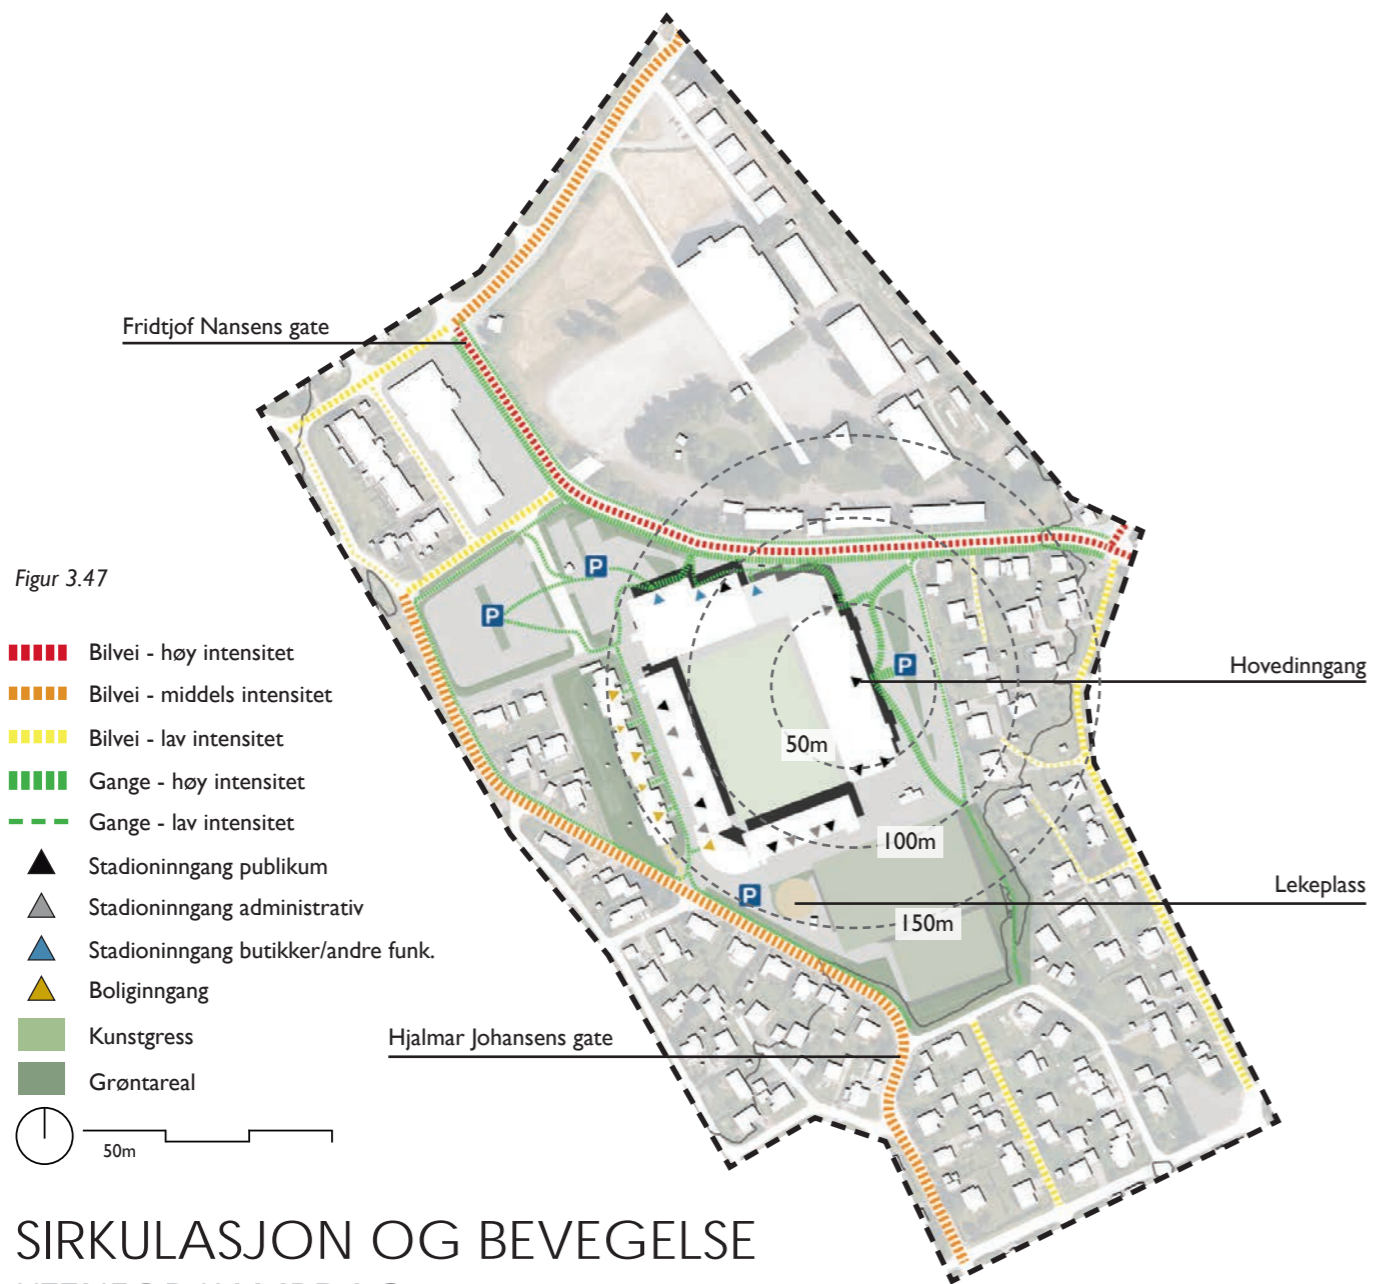 Fridtjof Nansens gate
Figur 3.47
Bilvei - høy intensitet
Bilvei - middels intensitet
Bilvei - lav intensitet
Gange - høy intensitet
Gange - lav intensitet
Stadioninngang publikum
Stadioninngang administrativ
Stadioninngang butikker/andre funk.
Boliginngang
Kunstgress
Grøntareal
50m
P
P
P
P
Hovedinngang
50m
100m
Lekeplass
150m
Hjalmar Johansens gate
SIRKULASJON OG BEVEGELSE